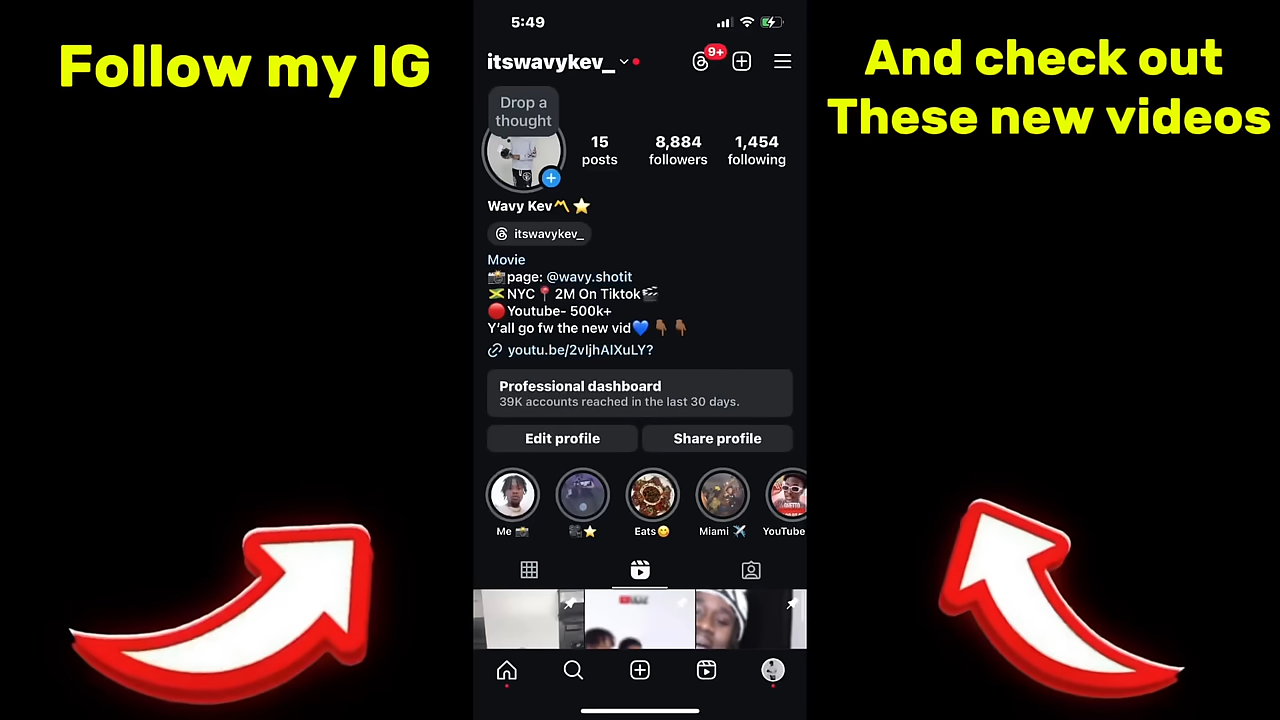 Follow my IG
And check out
These new videos
5:49
itswavykev_
9+
Drop a
thought
15
posts
8,884
followers
1,454
following
Wavy Kev〽️⭐
itswavykev_
Movie
📸page: @wavy.shotit
🇯🇲NYC📍2M On Tiktok🎬
🔴Youtube- 500k+
Y'all go fw the new vid💙👇🏾👇🏾
youtu.be/2vIjhAIXuLY?
Professional dashboard
39K accounts reached in the last 30 days.
Edit profile
Share profile
Me 📸
🎥⭐
Eats😋
Miami ✈️
YouTube